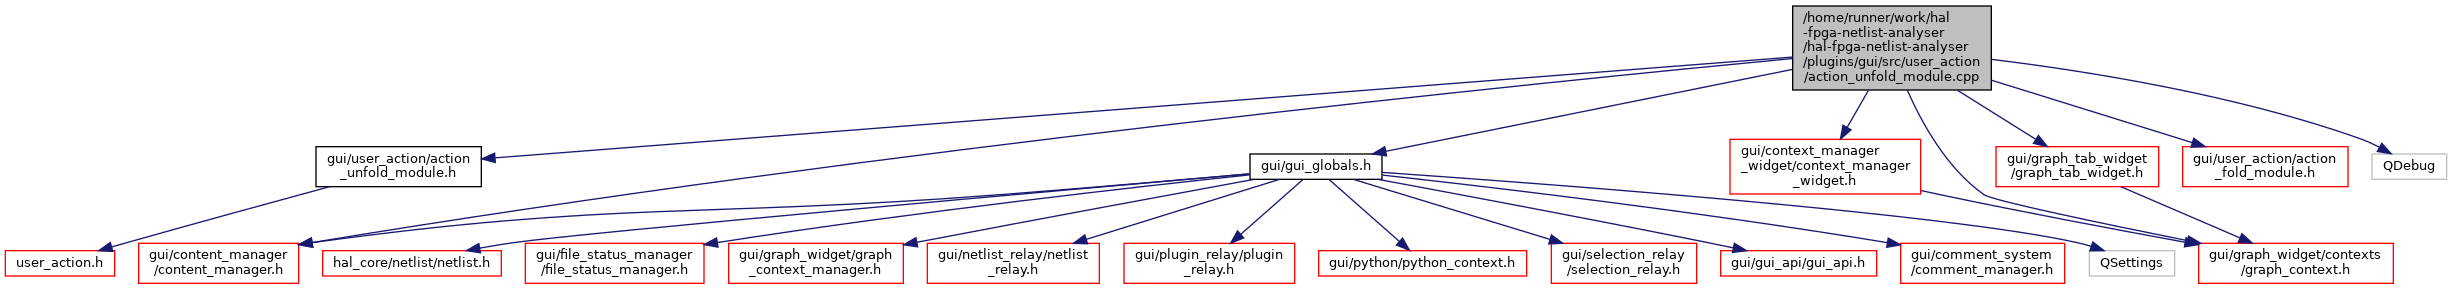 /home/runner/work/hal
-fpga-netlist-analyser
/hal-fpga-netlist-analyser
/plugins/gui/src/user_action
/action_unfold_module.cpp
gui/user_action/action
_unfold_module.h
gui/gui_globals.h
gui/context_manager
_widget/context_manager
_widget.h
gui/graph_tab_widget
/graph_tab_widget.h
gui/user_action/action
_fold_module.h
QDebug
user_action.h
gui/content_manager
/content_manager.h
hal_core/netlist/netlist.h
gui/file_status_manager
/file_status_manager.h
gui/graph_widget/graph
_context_manager.h
gui/netlist_relay/netlist
_relay.h
gui/plugin_relay/plugin
_relay.h
gui/python/python_context.h
gui/selection_relay
/selection_relay.h
gui/gui_api/gui_api.h
gui/comment_system
/comment_manager.h
QSettings
gui/graph_widget/contexts
/graph_context.h